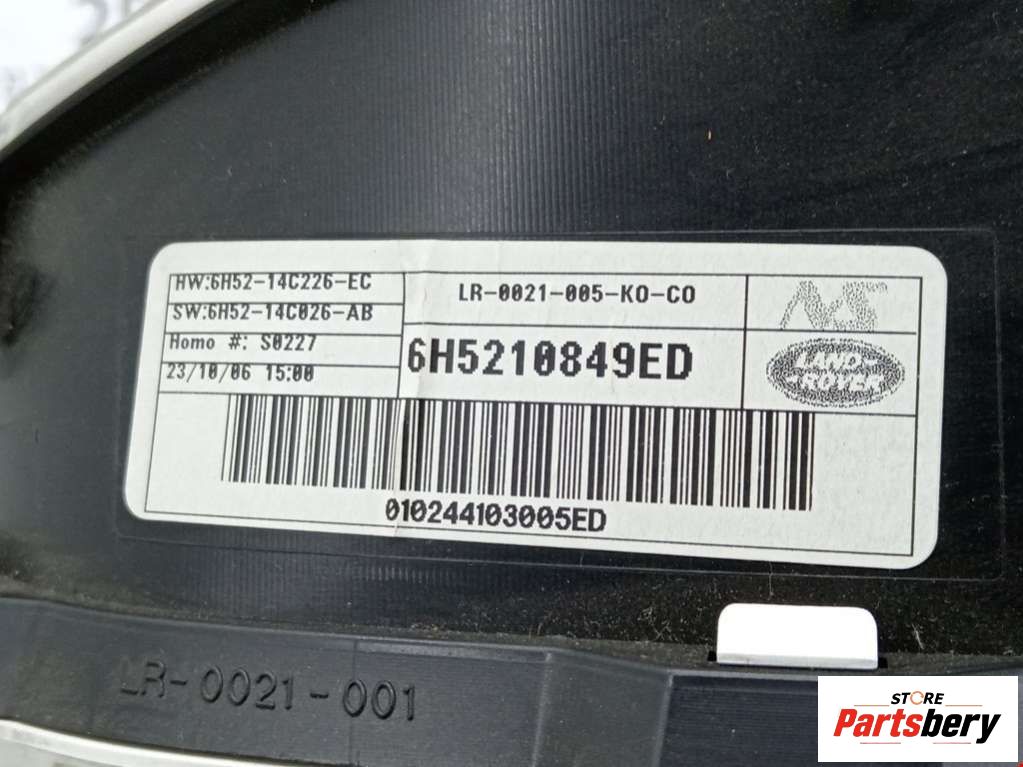 HW:6H52-14C226-EC
SW:6H52-14C026-AB
Homo #: S0227
23/10/06 15:00
LR-0021-005-KO-CO
6H5210849ED
LAND-
-ROVER
010244103005ED
LR-0021-001
STORE
Partsbery